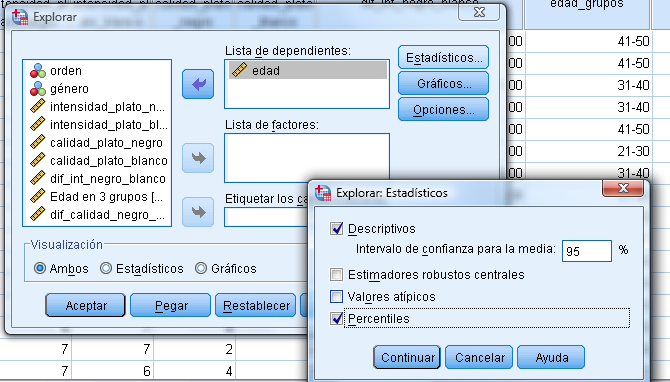 Explorar
edad_grupos
Lista de dependientes:
edad
Estadísticos...
Gráficos...
Opciones...
orden
género
intensidad_plato_n...
intensidad_plato_bl...
calidad_plato_negro
calidad_plato_blanco
dif_int_negro_blanco
Edad en 3 grupos [...
dif_calidad_negro_...
Lista de factores:
Etiquetar los ca
Visualización
Ambos
Estadísticos
Gráficos
Aceptar
Pegar
Restablecer
00 41-50
00 41-50
00 31-40
00 31-40
00 41-50
00 21-30
00 31-40
Explorar: Estadísticos
Descriptivos
Intervalo de confianza para la media: 95 %
Estimadores robustos centrales
Valores atípicos
Percentiles
Continuar
Cancelar
Ayuda
7 7 2
7 6 4